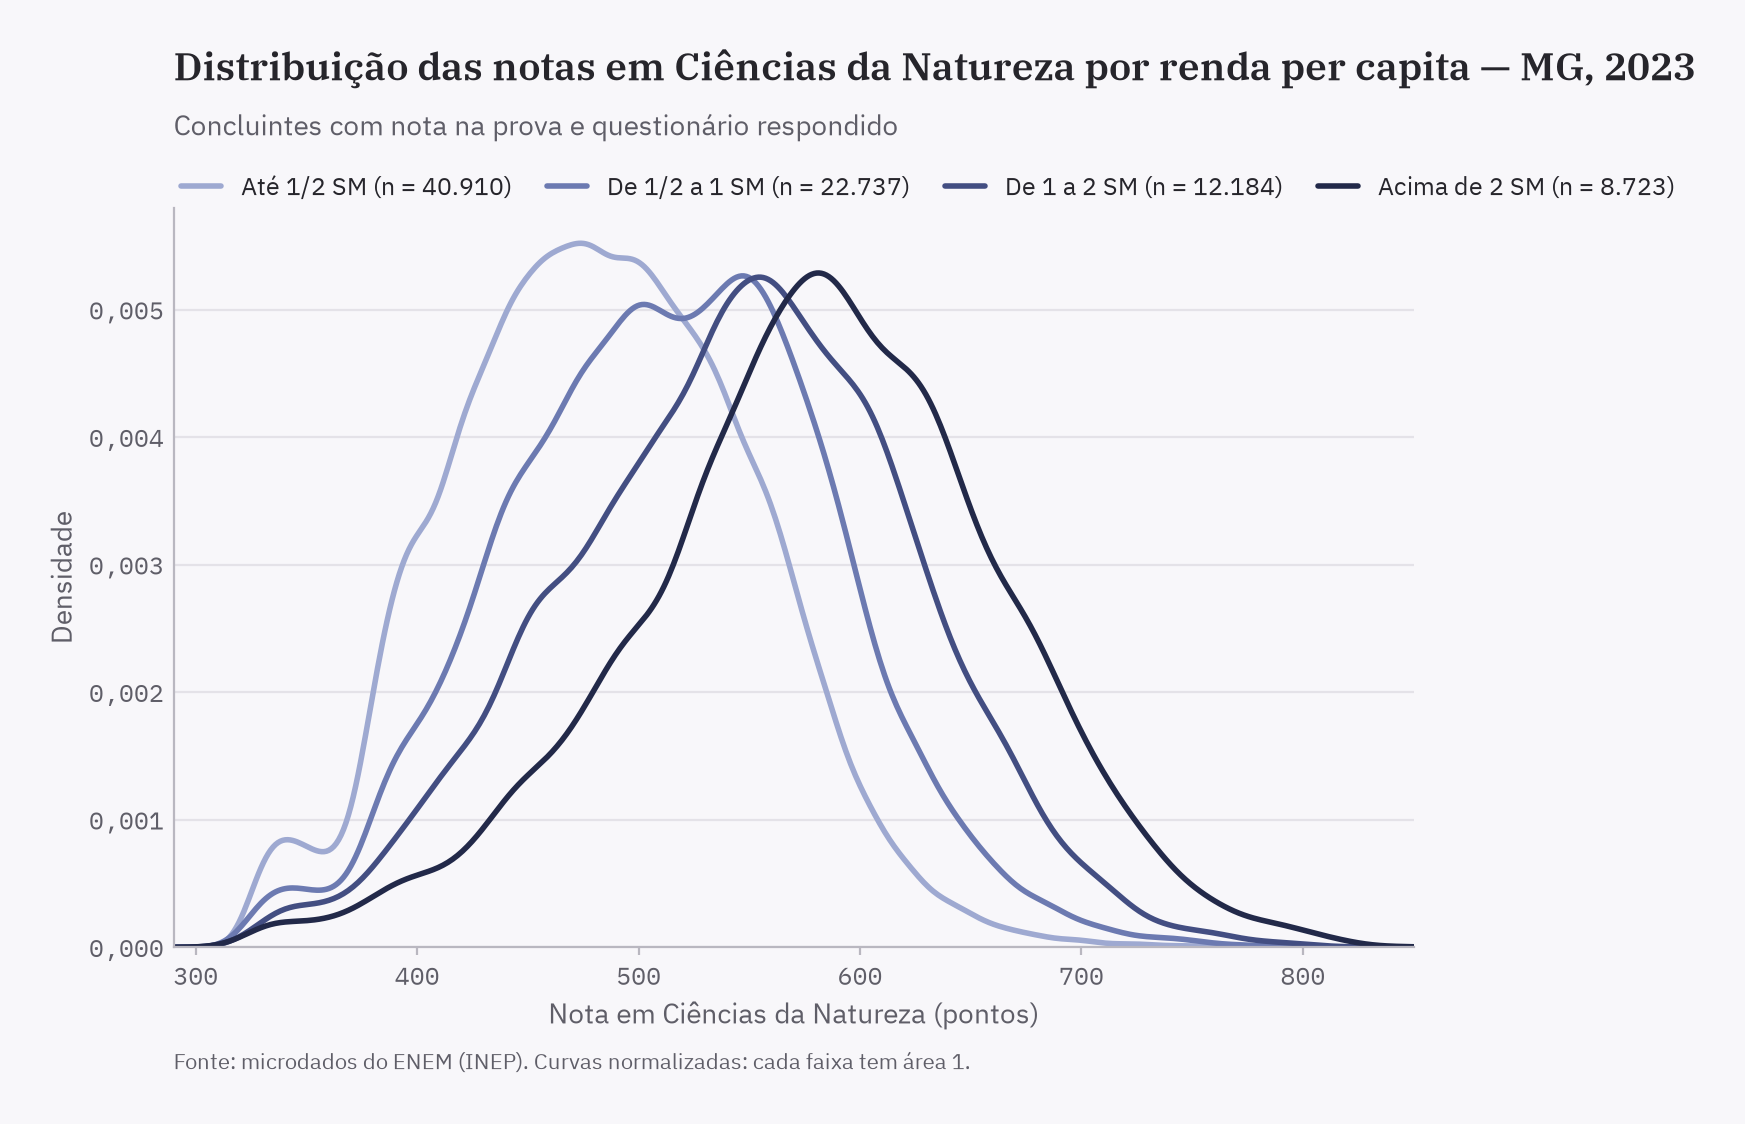 Distribuição das notas em Ciências da Natureza por renda per capita — MG, 2023
Concluintes com nota na prova e questionário respondido
Até 1/2 SM (n = 40.910) De 1/2 a 1 SM (n = 22.737) De 1 a 2 SM (n = 12.184) Acima de 2 SM (n = 8.723)
Densidade
0,005
0,004
0,003
0,002
0,001
0,000
300 400 500 600 700 800
Nota em Ciências da Natureza (pontos)
Fonte: microdados do ENEM (INEP). Curvas normalizadas: cada faixa tem área 1.